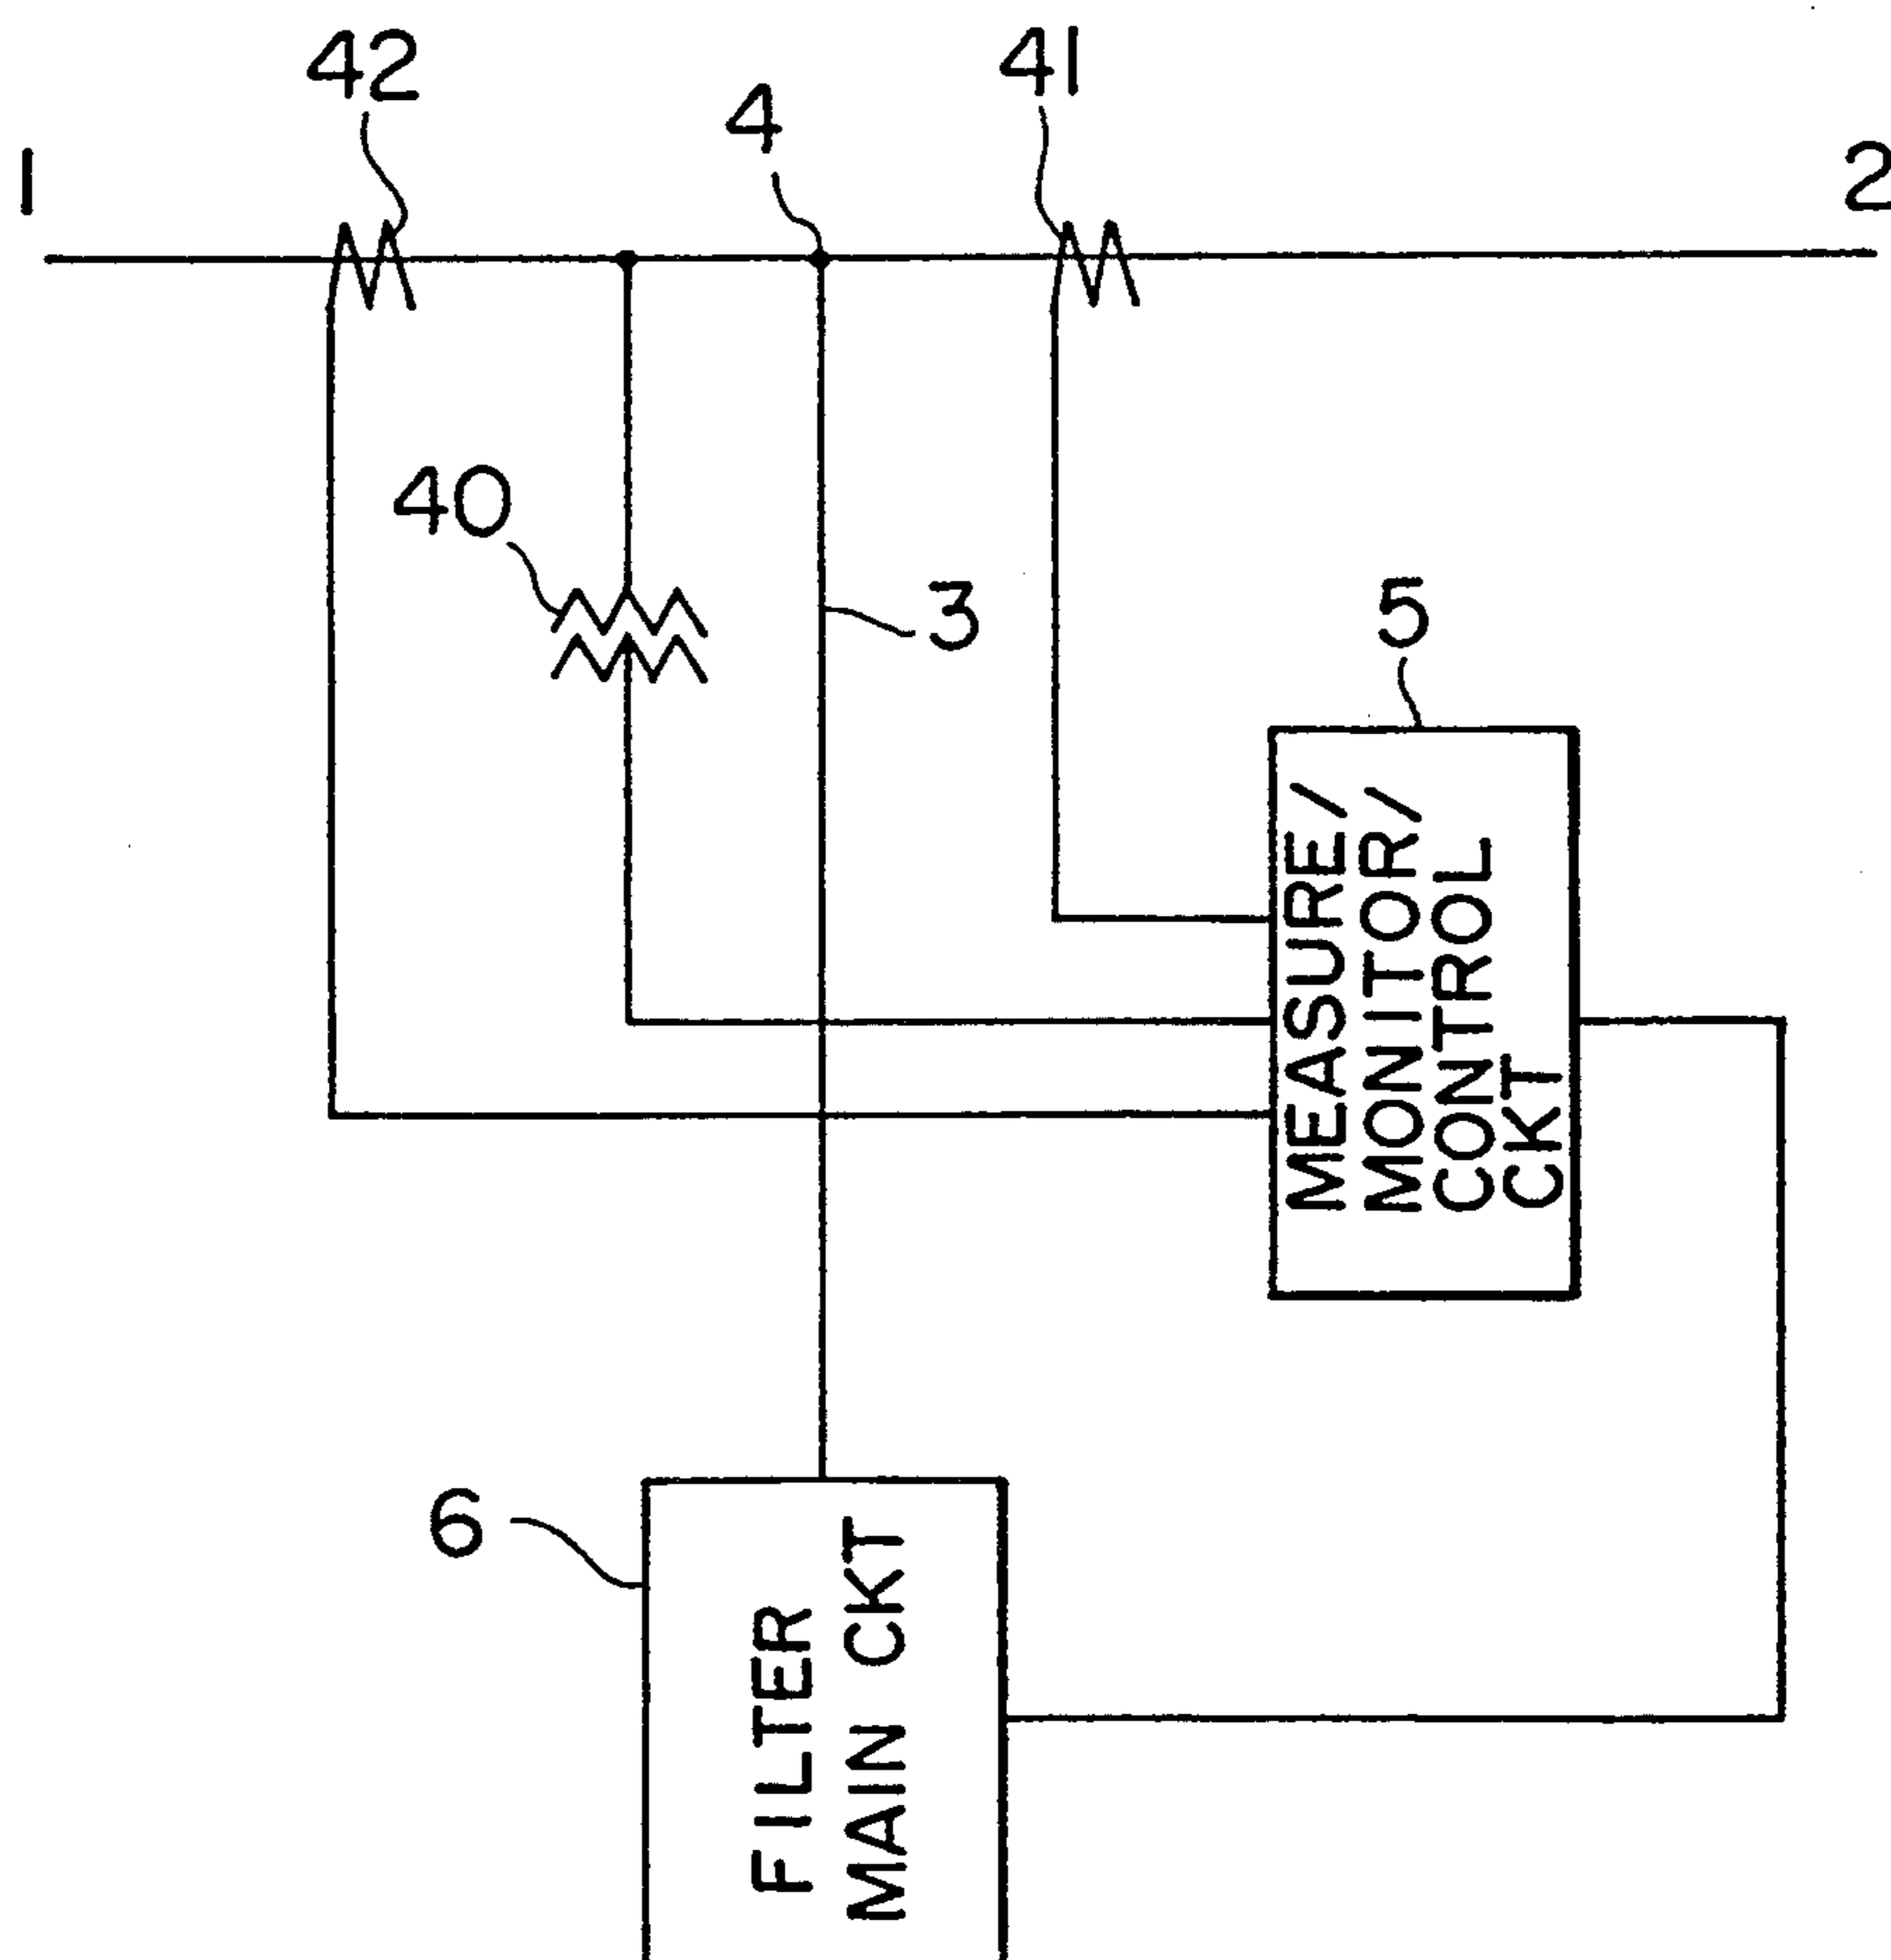 42
41
4
1
2
40
3
5
MEASURE/
MONITOR/
CONTROL
CKT
6
FILTER
MAIN CKT